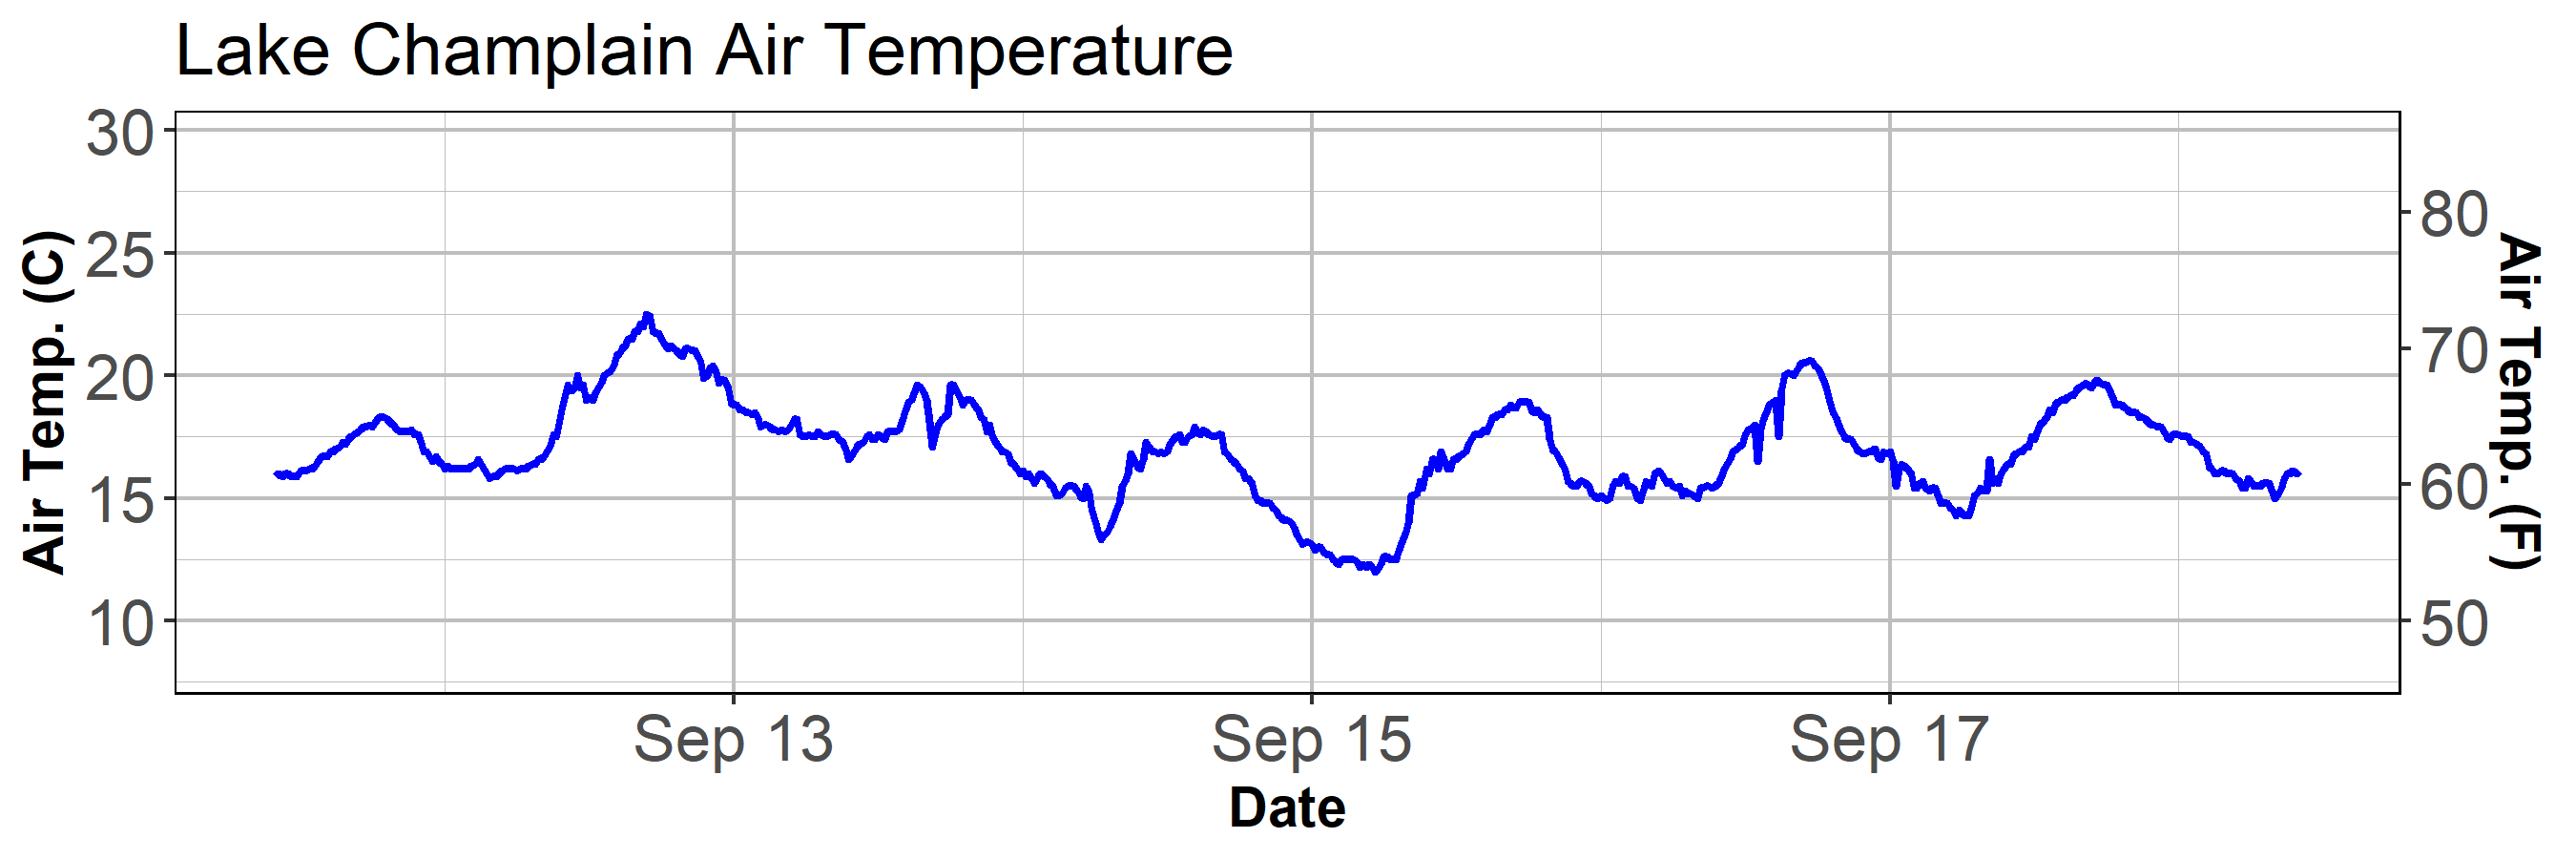 Lake Champlain Air Temperature
Air Temp. (C)
30
25
20
15
10
80
70
60
50
Air Temp. (F)
Sep 13
Sep 15
Sep 17
Date